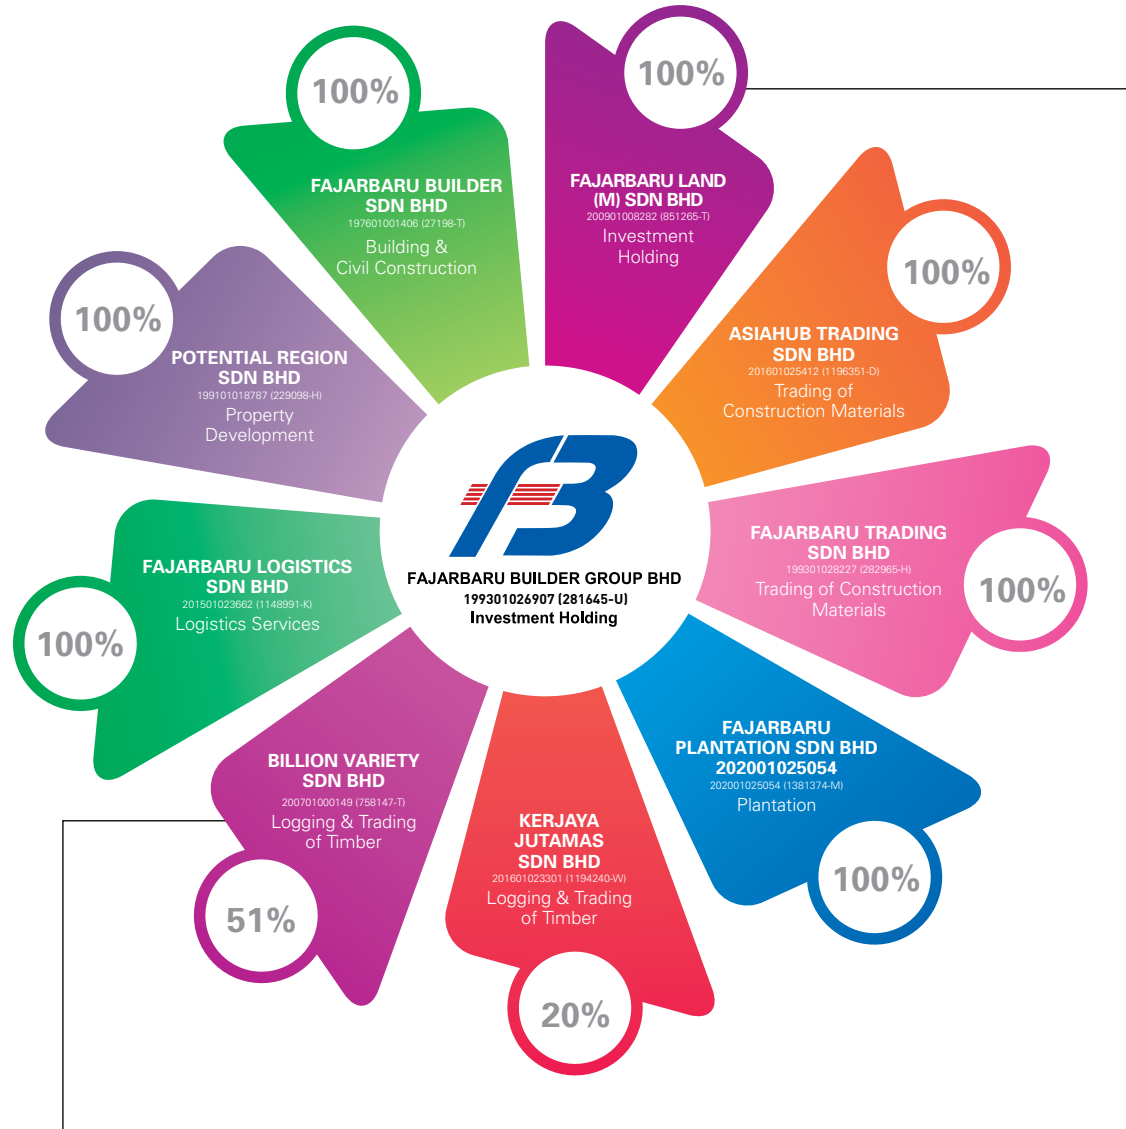 100%
FAJARBARU LAND
(M) SDN BHD
200901008282 (851265-T)
Investment
Holding
100%
ASIAHUB TRADING
SDN BHD
201601025412 (1196351-D)
Trading of
Construction Materials
100%
FAJARBARU TRADING
SDN BHD
199301028227 (282965-H)
Trading of Construction
Materials
100%
FAJARBARU
PLANTATION SDN BHD
202001025054
202001025054 (1381374-M)
Plantation
100%
KERJAYA
JUTAMAS
SDN BHD
201601023301 (1194240-W)
Logging & Trading
of Timber
20%
BILLION VARIETY
SDN BHD
200701000149 (758147-T)
Logging & Trading
of Timber
51%
FAJARBARU LOGISTICS
SDN BHD
201501023662 (1148991-K)
Logistics Services
100%
POTENTIAL REGION
SDN BHD
199101018787 (229098-H)
Property
Development
100%
FAJARBARU BUILDER
SDN BHD
197601001406 (27198-T)
Building &
Civil Construction
100%
FAJARBARU BUILDER GROUP BHD
199301026907 (281645-U)
Investment Holding